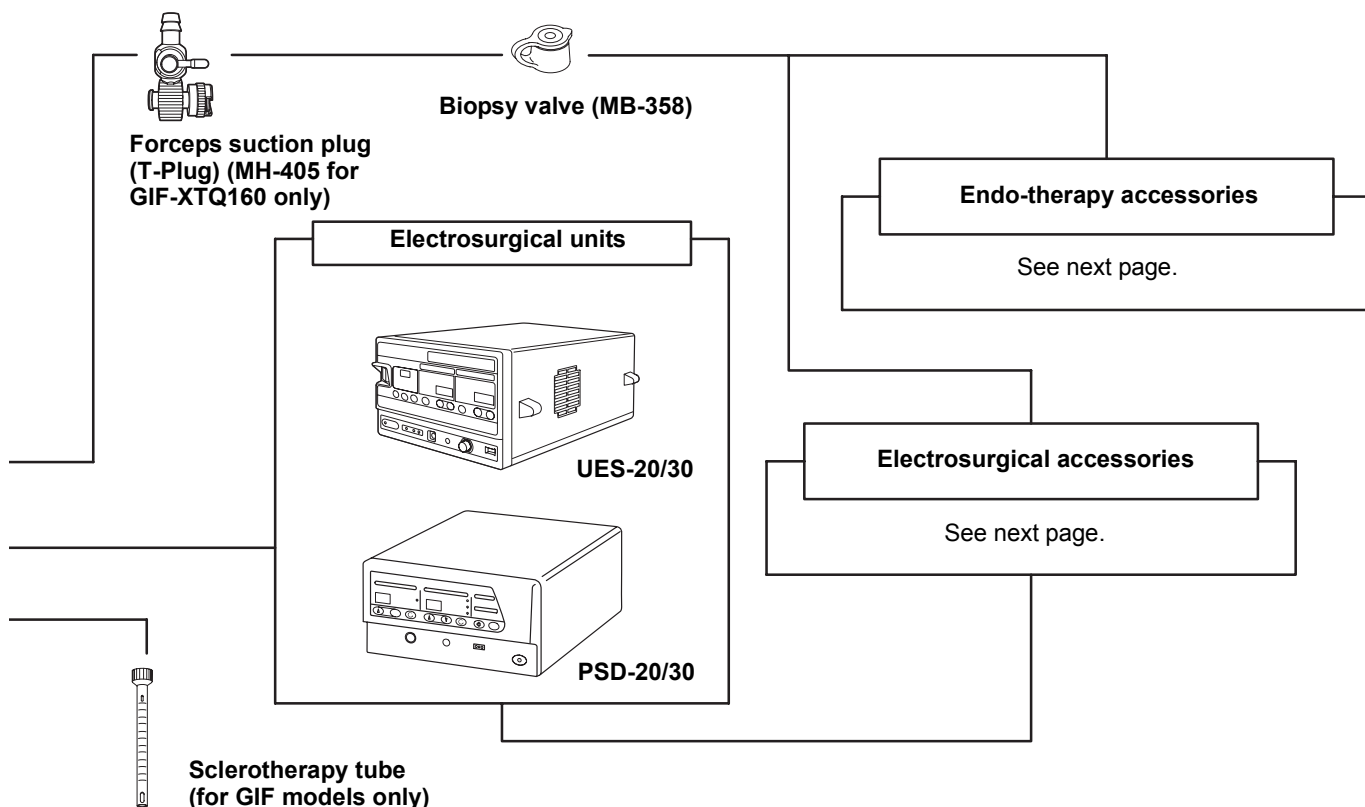 Biopsy valve (MB-358)
Forceps suction plug
(T-Plug) (MH-405 for
GIF-XTQ160 only)
Endo-therapy accessories
See next page.
Electrosurgical units
UES-20/30
Electrosurgical accessories
See next page.
PSD-20/30
Sclerotherapy tube
(for GIF models only)